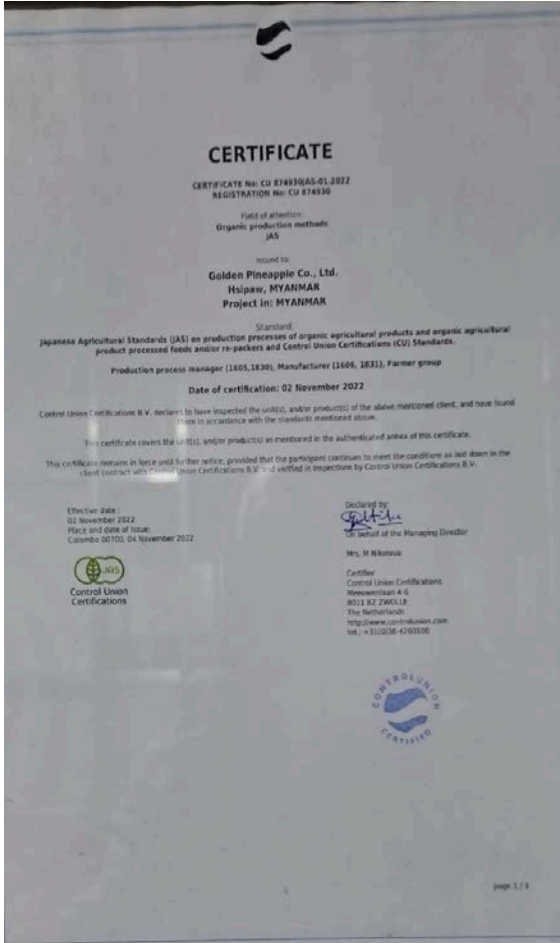 CERTIFICATE
CERTIFICATE No: CU 874930JAS-01.2022
REGISTRATION No: CU 874930
Field of attention:
Organic production methods
JAS
Issued to:
Golden Pineapple Co., Ltd.
Hsipaw, MYANMAR
Project in: MYANMAR
Standard:
Japanese Agricultural Standards (JAS) on production processes of organic agricultural products and organic agricultural
product processed foods and/or re-packers and Control Union Certifications (CU) Standards.
Production process manager (1605,1830), Manufacturer (1606, 1831), Farmer group
Date of certification: 02 November 2022
Control Union Certifications B.V. declares to have inspected the unit(s), and/or product(s) of the above mentioned client, and have found
them in accordance with the standards mentioned above.
This certificate covers the unit(s), and/or product(s) as mentioned in the authenticated annex of this certificate.
This certificate remains in force until further notice, provided that the participant continues to meet the conditions as laid down in the
client contract with Control Union Certifications B.V. and verified in inspections by Control Union Certifications B.V.
Effective date :
02 November 2022
Place and date of issue:
Colombo 00700, 04 November 2022
JAS
Control Union
Certifications
Declared by:
On behalf of the Managing Director
Mrs. M Nikolova
Certifier
Control Union Certifications
Meeuwenlaan 4-6
8011 BZ ZWOLLE
The Netherlands
http://www.controlunion.com
tel.: +31(0)38-4260100
CONTROLUNION
CERTIFIED
page 1 / 3